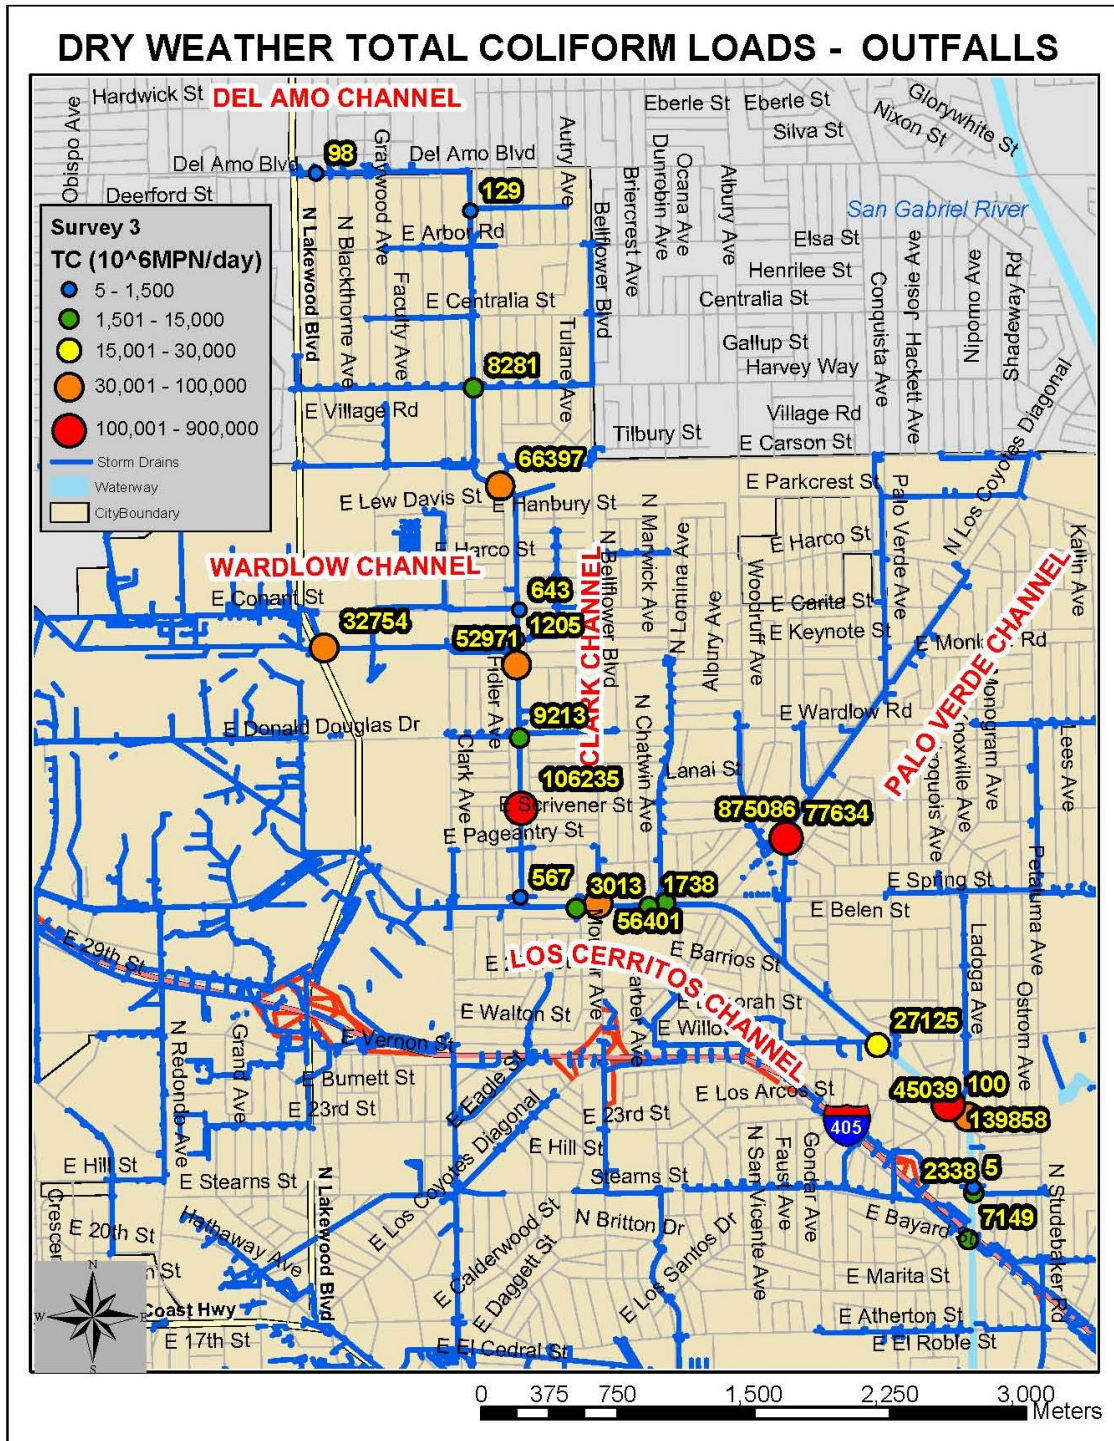 DRY WEATHER TOTAL COLIFORM LOADS - OUTFALLS
Hardwick St
DEL AMO CHANNEL
Obispo Ave
Eberle St
Eberle St
Glorywhite St
Nixon St
Silva St
Del Amo Blvd
98
Graywood Ave
Del Amo Blvd
Autry Ave
Dunrobin Ave
Ocana Ave
Albury Ave
Briercrest Ave
Deerford St
129
San Gabriel River
Survey 3
TC (10^6MPN/day)
5 - 1,500
1,501 - 15,000
15,001 - 30,000
30,001 - 100,000
100,001 - 900,000
Storm Drains
Waterway
CityBoundary
N Lakewood Blvd
N Blackthorne Ave
E Arbor Rd
Bellflower Blvd
Elsa St
Henrilee St
Centralia St
E Centralia St
Faculty Ave
Tulane Ave
Conquista Ave
Josie Ave
Hackett Ave
Nipomo Ave
Shadeway Rd
Gallup St
Harvey Way
8281
E Village Rd
Village Rd
Tilbury St
E Carson St
N Los Coyotes Diagonal
66397
E Lew Davis St
E Hanbury St
E Parkcrest St
Palo Verde Ave
N Marwick Ave
N Lomina Ave
Kallin Ave
E Harco St
E Harco St
N Bellflower Blvd
WARDLOW CHANNEL
CLARK CHANNEL
PALO VERDE CHANNEL
E Conant St
643
1205
32754
52971
Albury Ave
Woodruff Ave
E Carita St
E Keynote St
Fidler Ave
9213
E Donald Douglas Dr
N Chatwin Ave
E Wardlow Rd
Monogram Ave
Lees Ave
Clark Ave
106235
Lanai St
E Scrivener St
E Pageantry St
875086
77634
567
3013
1738
56401
E Spring St
E Belen St
Petaluma Ave
Ladoga Ave
Ostrom Ave
E 29th St
LOS CERRITOS CHANNEL
E Barrios St
E Walton St
27125
N Redondo Ave
Grand Ave
E Vernon St
E Burnett St
E 23rd St
E Eagle St
E Los Arcos St
45039
100
139858
405
E 23rd St
E Hill St
E Hill St
E Stearns St
Stearns St
N Lakewood Blvd
E Los Coyotes Diagonal
N San Vicente Ave
Faust Ave
Gondar Ave
2338
5
7149
N Studebaker Rd
E 20th St
Hathaway Ave
N Britton Dr
E Calderwood St
E Daggett St
E Los Santos Dr
E Bayard St
E Marita St
E Atherton St
E El Roble St
N
W
E
S
Coast Hwy
E 17th St
E El Cedral St
0 375 750 1,500 2,250 3,000
Meters